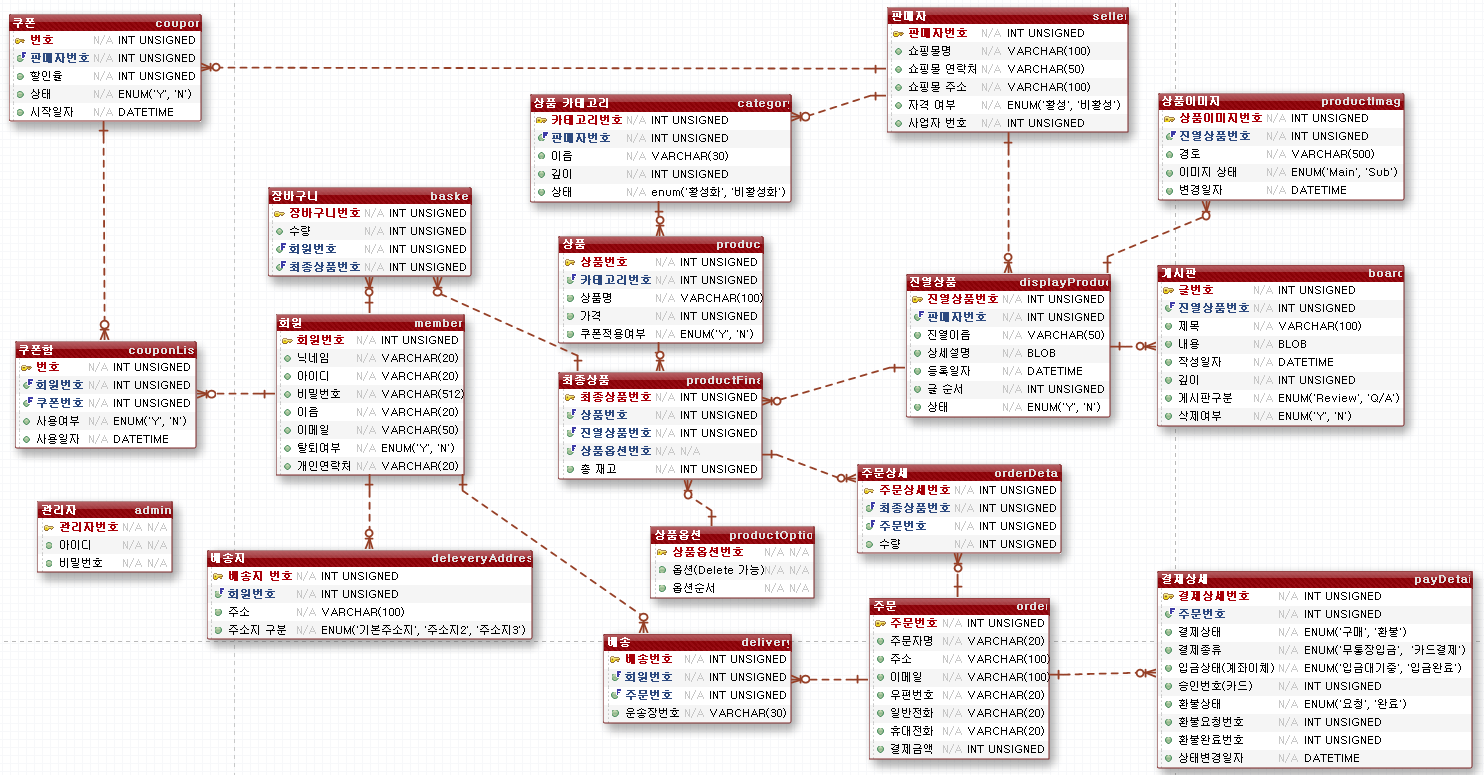 쿠폰 coupon
번호 N/A INT UNSIGNED
판매자번호 N/A INT UNSIGNED
할인율 N/A INT UNSIGNED
상태 N/A ENUM('Y', 'N')
시작일자 N/A DATETIME
판매자 seller
판매자번호 N/A INT UNSIGNED
쇼핑몰명 N/A VARCHAR(100)
쇼핑몰 연락처 N/A VARCHAR(50)
쇼핑몰 주소 N/A VARCHAR(100)
자격 여부 N/A ENUM('활성', '비활성')
사업자 번호 N/A INT UNSIGNED
상품 카테고리 category
카테고리번호 N/A INT UNSIGNED
판매자번호 N/A INT UNSIGNED
이름 N/A VARCHAR(30)
깊이 N/A INT UNSIGNED
상태 N/A enum('활성화', '비활성화')
상품이미지 productImag
상품이미지번호 N/A INT UNSIGNED
진열상품번호 N/A INT UNSIGNED
경로 N/A VARCHAR(500)
이미지 상태 N/A ENUM('Main', 'Sub')
변경일자 N/A DATETIME
장바구니 baske
장바구니번호 N/A INT UNSIGNED
수량 N/A INT UNSIGNED
회원번호 N/A INT UNSIGNED
최종상품번호 N/A INT UNSIGNED
상품 produc
상품번호 N/A INT UNSIGNED
카테고리번호 N/A INT UNSIGNED
상품명 N/A VARCHAR(100)
가격 N/A INT UNSIGNED
쿠폰적용여부 N/A ENUM('Y', 'N')
진열상품 displayProduc
진열상품번호 N/A INT UNSIGNED
판매자번호 N/A INT UNSIGNED
진열이름 N/A VARCHAR(50)
상세설명 N/A BLOB
등록일자 N/A DATETIME
글 순서 N/A INT UNSIGNED
상태 N/A ENUM('Y', 'N')
게시판 boarc
글번호 N/A INT UNSIGNED
진열상품번호 N/A INT UNSIGNED
제목 N/A VARCHAR(100)
내용 N/A BLOB
작성일자 N/A DATETIME
깊이 N/A INT UNSIGNED
게시판구분 N/A ENUM('Review', 'Q/A')
삭제여부 N/A ENUM('Y', 'N')
쿠폰함 couponLis
번호 N/A INT UNSIGNED
회원번호 N/A INT UNSIGNED
쿠폰번호 N/A INT UNSIGNED
사용여부 N/A ENUM('Y', 'N')
사용일자 N/A DATETIME
회원 member
회원번호 N/A INT UNSIGNED
닉네임 N/A VARCHAR(20)
아이디 N/A VARCHAR(20)
비밀번호 N/A VARCHAR(512)
이름 N/A VARCHAR(20)
이메일 N/A VARCHAR(50)
탈퇴여부 N/A ENUM('Y', 'N')
개인연락처 N/A VARCHAR(20)
최종상품 productFina
최종상품번호 N/A INT UNSIGNED
상품번호 N/A INT UNSIGNED
진열상품번호 N/A INT UNSIGNED
상품옵션번호 N/A N/A
총 재고 N/A INT UNSIGNED
주문상세 orderDeta
주문상세번호 N/A INT UNSIGNED
최종상품번호 N/A INT UNSIGNED
주문번호 N/A INT UNSIGNED
수량 N/A INT UNSIGNED
관리자 admin
관리자번호 N/A N/A
아이디 N/A N/A
비밀번호 N/A N/A
상품옵션 productOptio
상품옵션번호 N/A N/A
옵션(Delete 가능) N/A N/A
옵션순서 N/A N/A
배송지 deleveryAddres
배송지 번호 N/A INT UNSIGNED
회원번호 N/A INT UNSIGNED
주소 N/A VARCHAR(100)
주소지 구분 N/A ENUM('기본주소지', '주소지2', '주소지3')
배송 delivery
배송번호 N/A INT UNSIGNED
회원번호 N/A INT UNSIGNED
주문번호 N/A INT UNSIGNED
운송장번호 N/A VARCHAR(30)
주문 order
주문번호 N/A INT UNSIGNED
주문자명 N/A VARCHAR(20)
주소 N/A VARCHAR(100)
이메일 N/A VARCHAR(100)
우편번호 N/A VARCHAR(20)
일반전화 N/A VARCHAR(20)
휴대전화 N/A VARCHAR(20)
결제금액 N/A INT UNSIGNED
결제상세 payDetai
결제상세번호 N/A INT UNSIGNED
주문번호 N/A INT UNSIGNED
결제상태 N/A ENUM('구매', '환불')
결제종류 N/A ENUM('무통장입금', '카드결제')
입금상태(계좌이체) N/A ENUM('입금대기중', '입금완료')
승인번호(카드) N/A INT UNSIGNED
환불상태 N/A ENUM('요청', '완료')
환불요청번호 N/A INT UNSIGNED
환불완료번호 N/A INT UNSIGNED
상태변경일자 N/A DATETIME